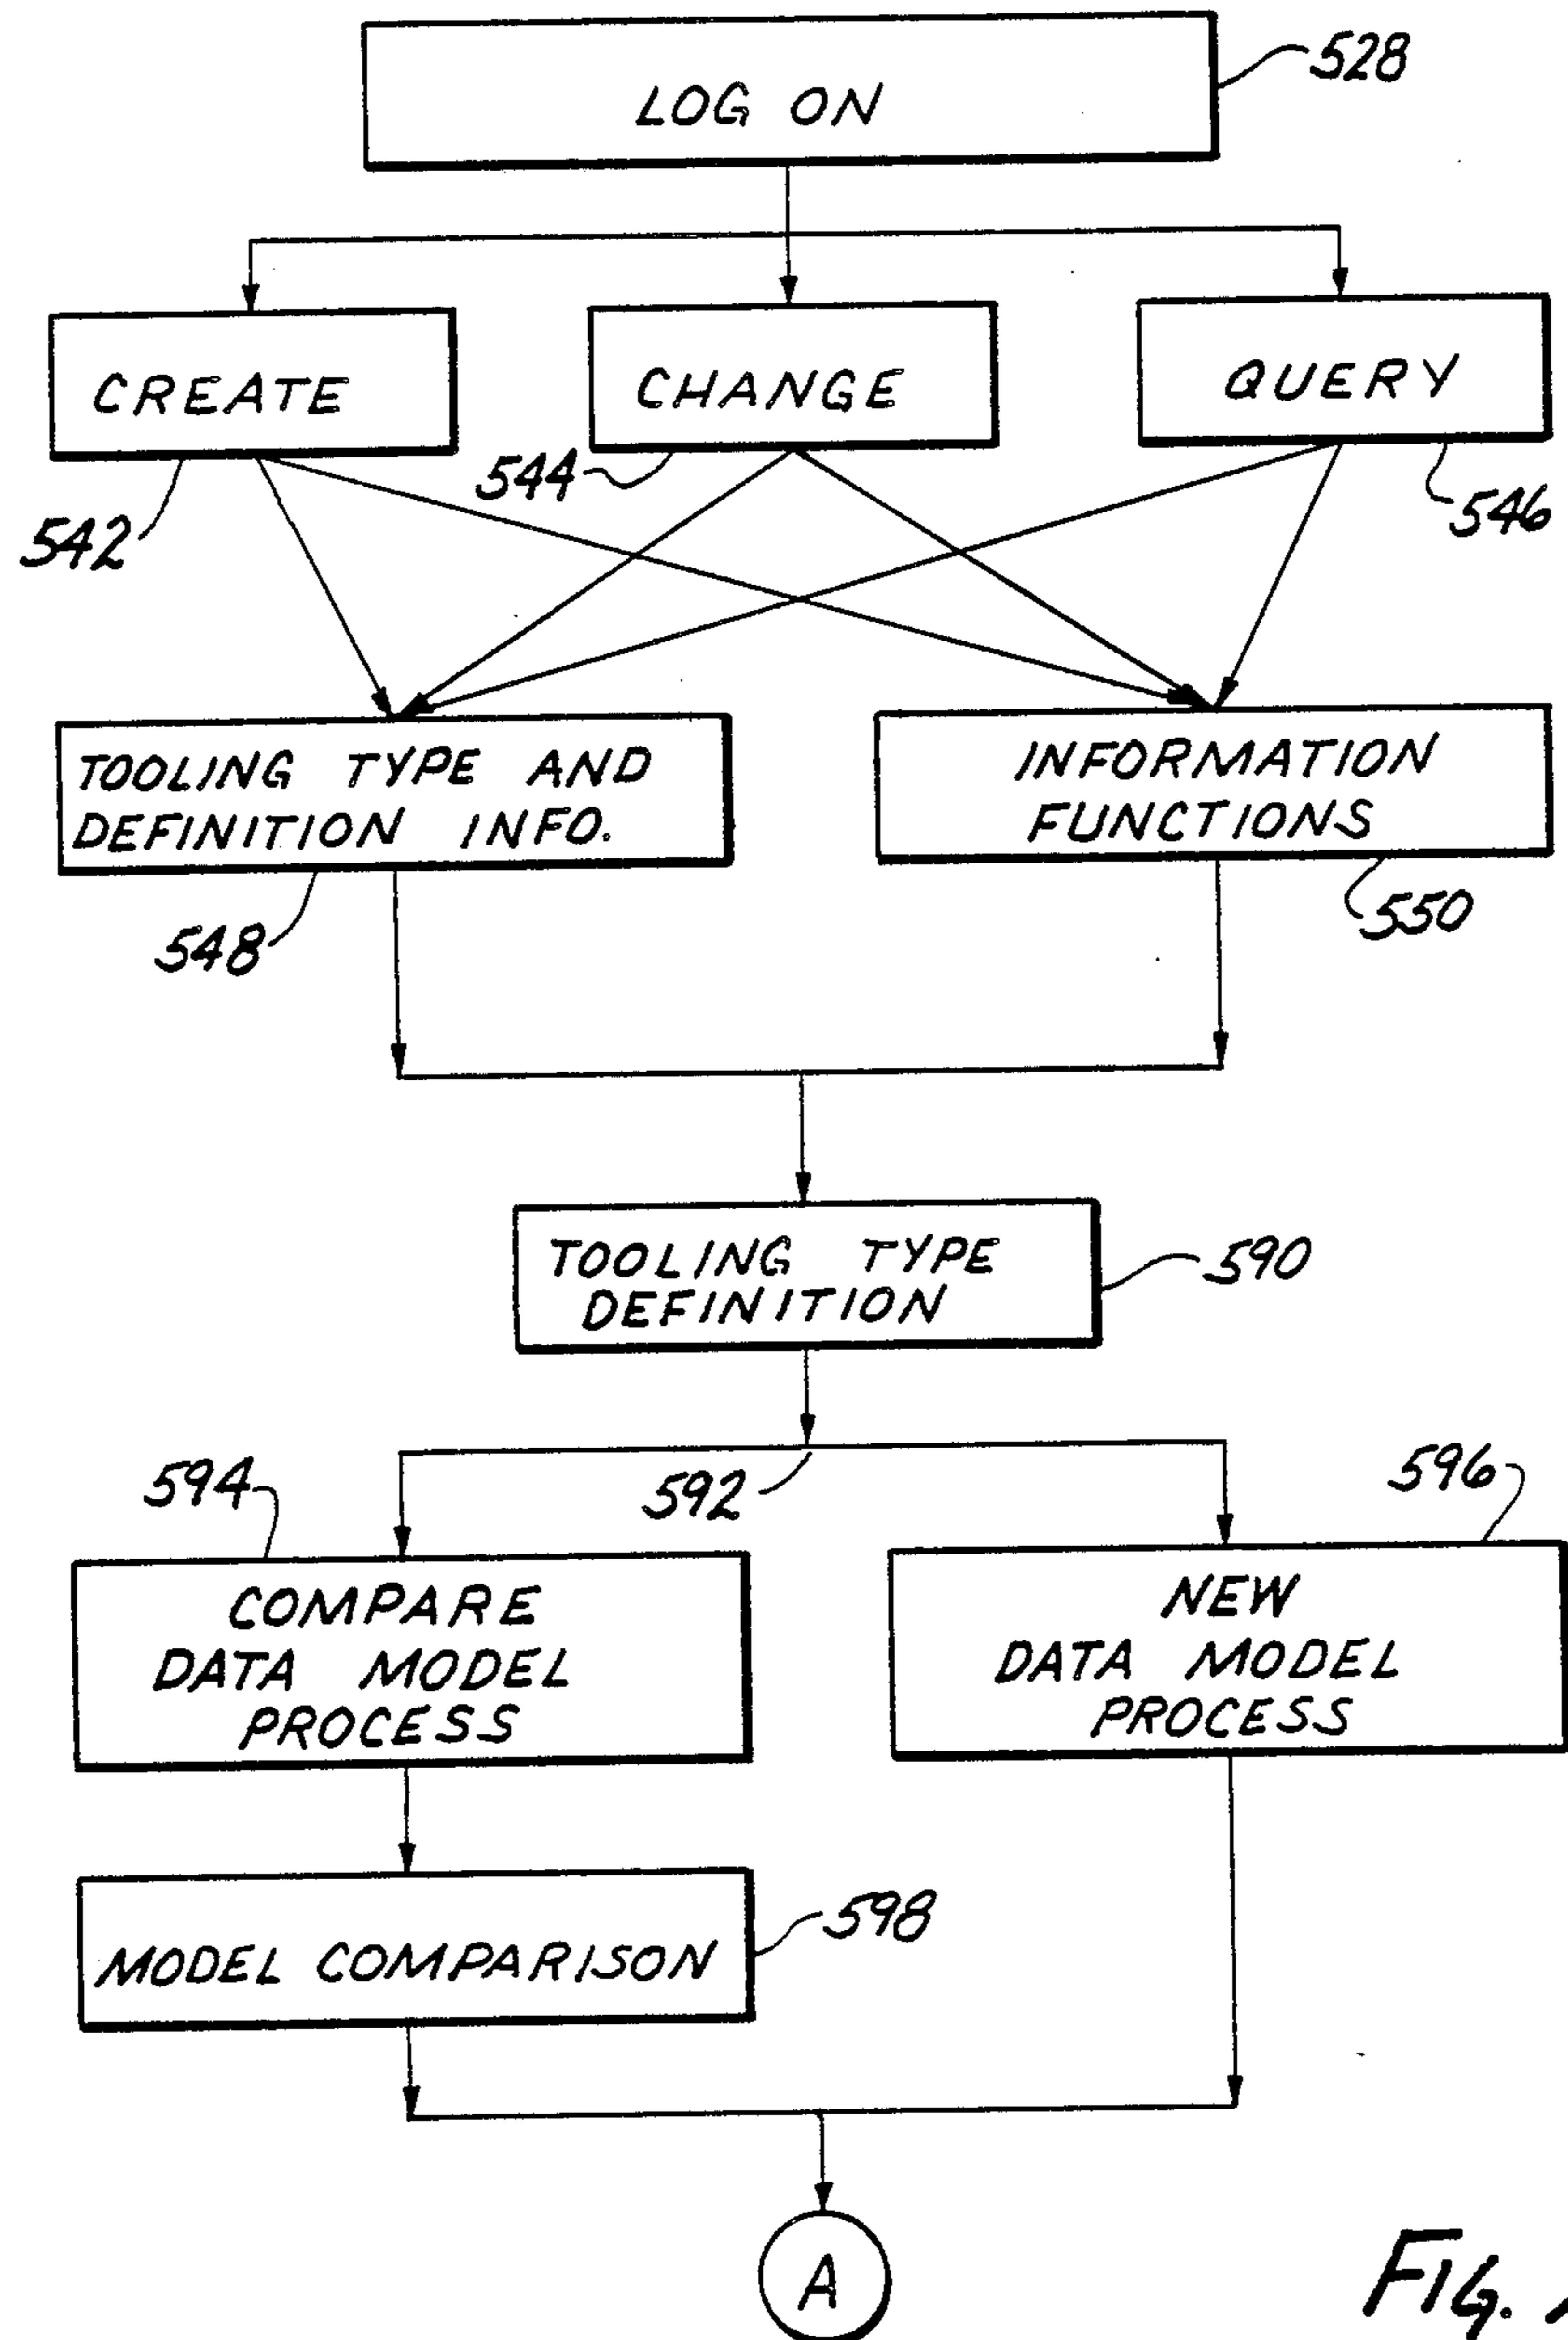 528
LOG ON
CREATE
CHANGE
QUERY
544
546
542
TOOLING TYPE AND
DEFINITION INFO.
INFORMATION
FUNCTIONS
548
550
TOOLING TYPE
DEFINITION
590
594
592
596
COMPARE
DATA MODEL
PROCESS
NEW
DATA MODEL
PROCESS
598
MODEL COMPARISON
A
FIG.